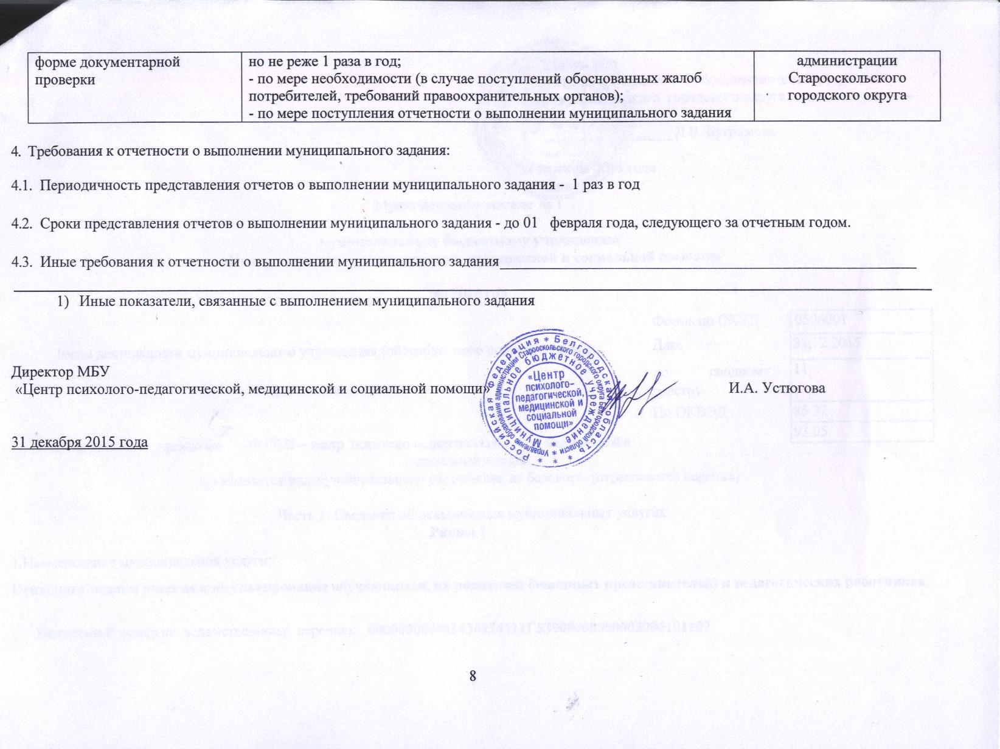 форме документарной
проверки
но не реже 1 раза в год;
- по мере необходимости (в случае поступлений обоснованных жалоб
потребителей, требований правоохранительных органов);
- по мере поступления отчетности о выполнении муниципального задания
администрации
Старооскольского
городского округа
4. Требования к отчетности о выполнении муниципального задания:
4.1. Периодичность представления отчетов о выполнении муниципального задания - 1 раз в год
4.2. Сроки представления отчетов о выполнении муниципального задания - до 01 февраля года, следующего за отчетным годом.
4.3. Иные требования к отчетности о выполнении муниципального задания
1) Иные показатели, связанные с выполнением муниципального задания
Директор МБУ
«Центр психолого-педагогической, медицинской и социальной помощи»
И.А. Устюгова
Российская Федерация * Белгородская область *
Управление образования администрации Старооскольского городского округа Белгородской области *
Муниципальное бюджетное учреждение *
«Центр
психолого-
педагогической,
медицинской и
социальной
помощи»
31 декабря 2015 года
8